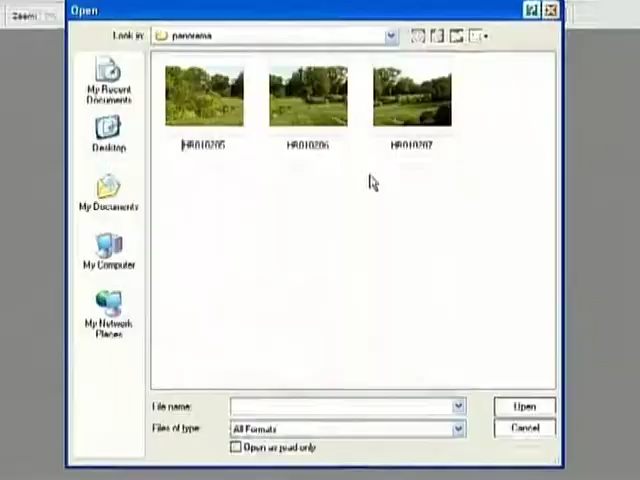 Zoom:
Open
Look in: panorama
My Recent
Documents
Desktop
My Documents
My Computer
My Network
Places
HR010205
HR010206
HR010207
File name:
Open
Files of type: All Formats
Cancel
Open as read-only